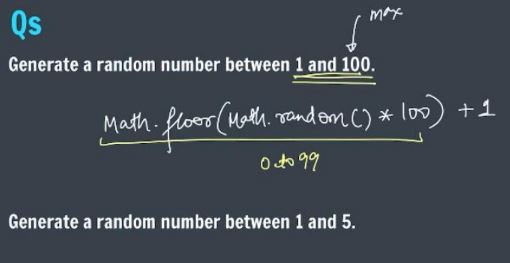 Qs
max
Generate a random number between 1 and 100.
Math.floor(Math.random() * 100) + 1
0 to 99
Generate a random number between 1 and 5.